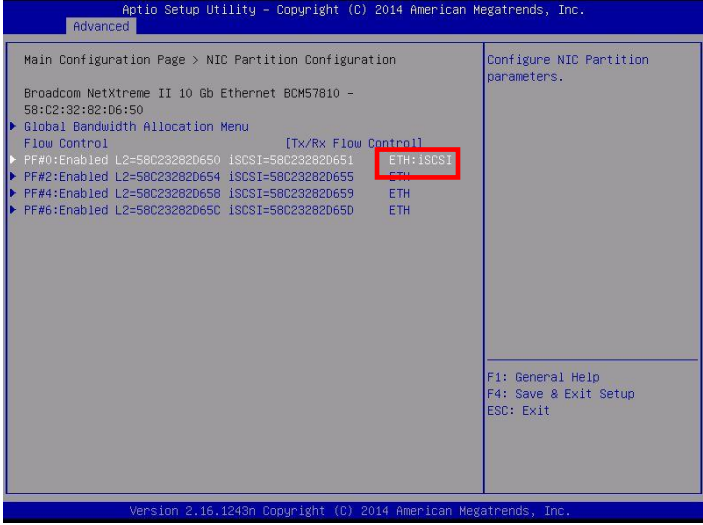 Aptio Setup Utility – Copyright (C) 2014 American Megatrends, Inc.
Advanced
Main Configuration Page > NIC Partition Configuration
Broadcom NetXtreme II 10 Gb Ethernet BCM57810 –
58:C2:32:82:D6:50
Global Bandwidth Allocation Menu
Flow Control [Tx/Rx Flow Control]
PF#0:Enabled L2=58C23282D650 iSCSI=58C23282D651 ETH:iSCSI
PF#2:Enabled L2=58C23282D654 iSCSI=58C23282D655 ETH
PF#4:Enabled L2=58C23282D658 iSCSI=58C23282D659 ETH
PF#6:Enabled L2=58C23282D65C iSCSI=58C23282D65D ETH
Configure NIC Partition
parameters.
F1: General Help
F4: Save & Exit Setup
ESC: Exit
Version 2.16.1243n Copyright (C) 2014 American Megatrends, Inc.